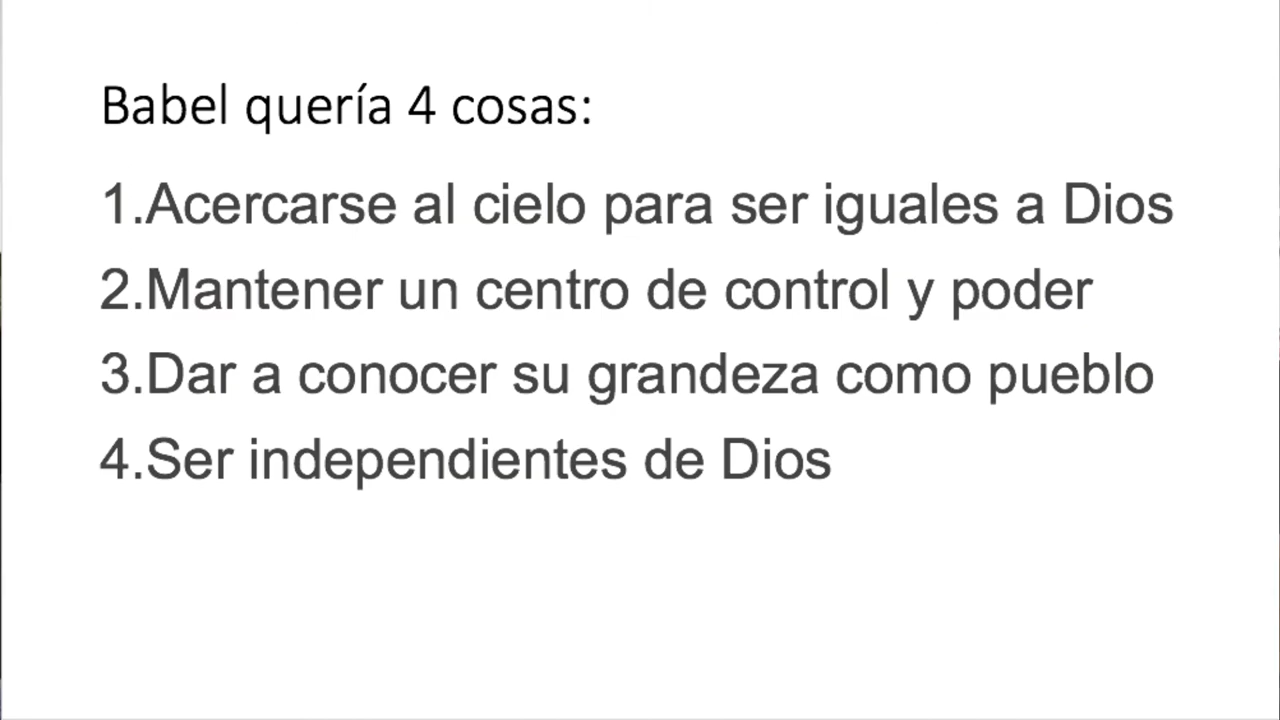 Babel quería 4 cosas:
1.Acercarse al cielo para ser iguales a Dios
2.Mantener un centro de control y poder
3.Dar a conocer su grandeza como pueblo
4.Ser independientes de Dios